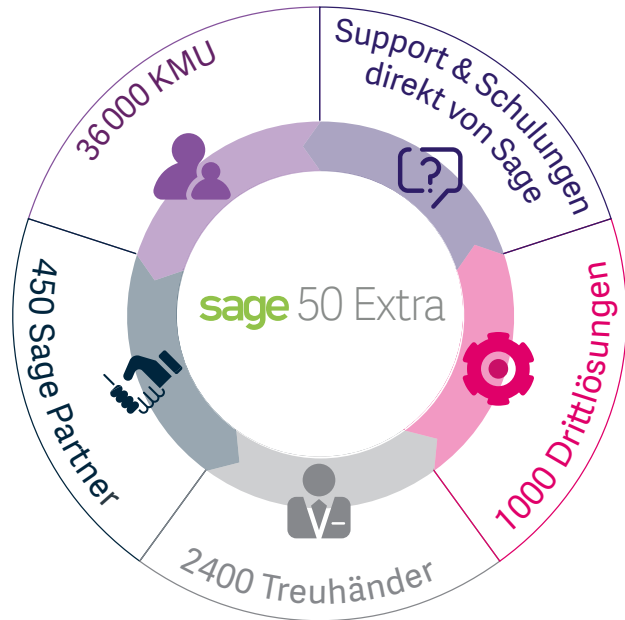 36000 KMU
Support & Schulungen
direkt von Sage
1000 Drittlösungen
2400 Treuhänder
450 Sage Partner
sage 50 Extra